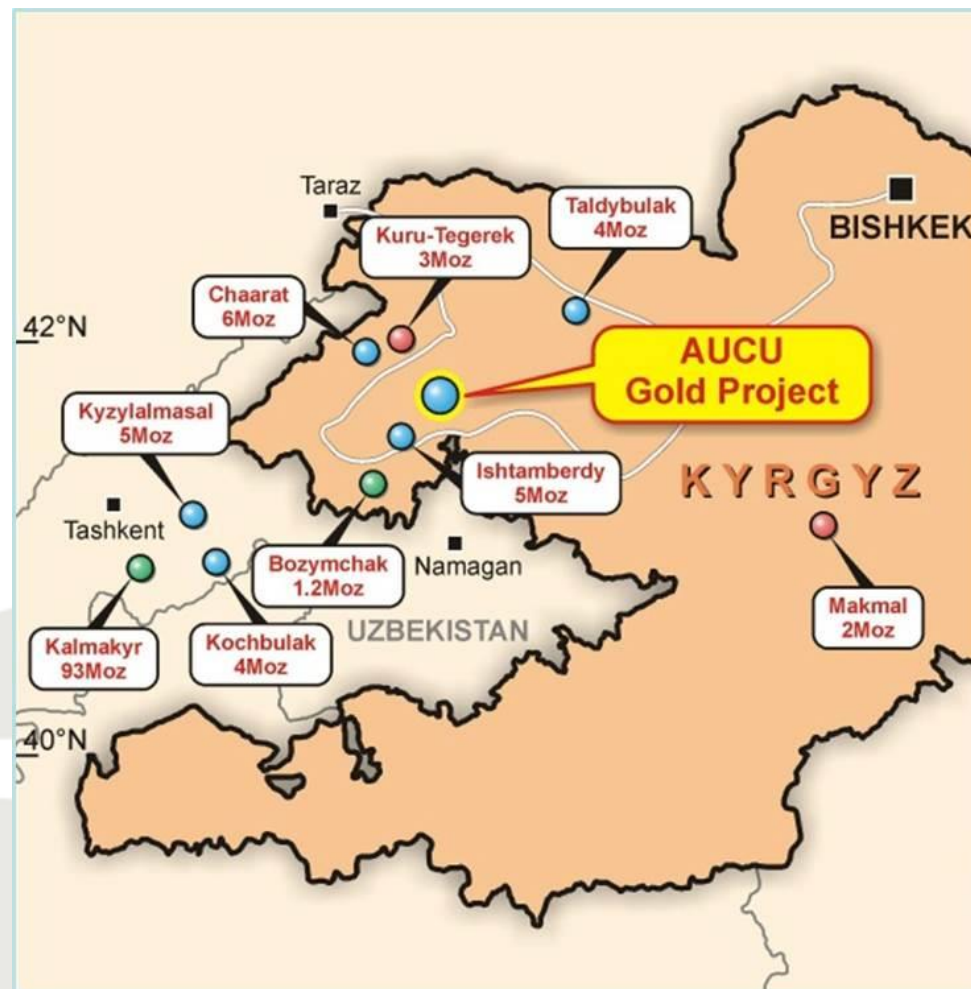 Taraz
Taldybulak
4Moz
BISHKEK
Kuru-Tegerek
3Moz
Chaarat
6Moz
42°N
AUCU
Gold Project
Kyzylalmasal
5Moz
Ishtamberdy
5Moz
KYRGYZ
Tashkent
Bozymchak
1.2Moz
Namagan
Makmal
2Moz
UZBEKISTAN
Kalmakyr
93Moz
Kochbulak
4Moz
40°N